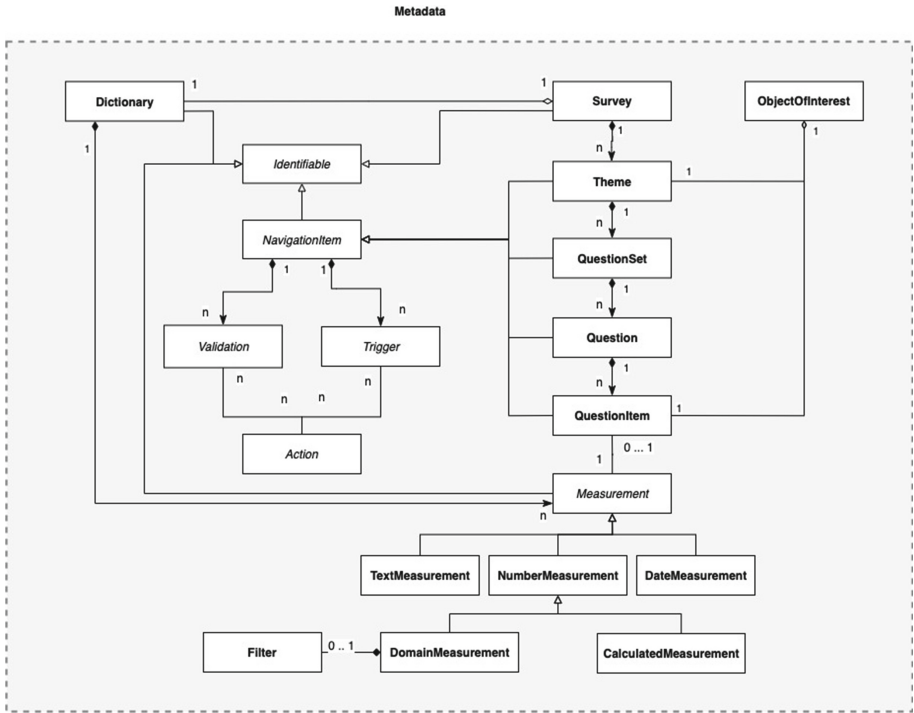 Metadata
1
1
Dictionary
Survey
ObjectOfInterest
1
1
1
n
Identifiable
Theme
1
1
n
NavigationItem
QuestionSet
1
1
1
n
n
n
Validation
Trigger
Question
1
n
n
n
n
n
QuestionItem
1
Action
0 ... 1
1
Measurement
n
TextMeasurement
NumberMeasurement
DateMeasurement
Filter
0 .. 1
DomainMeasurement
CalculatedMeasurement